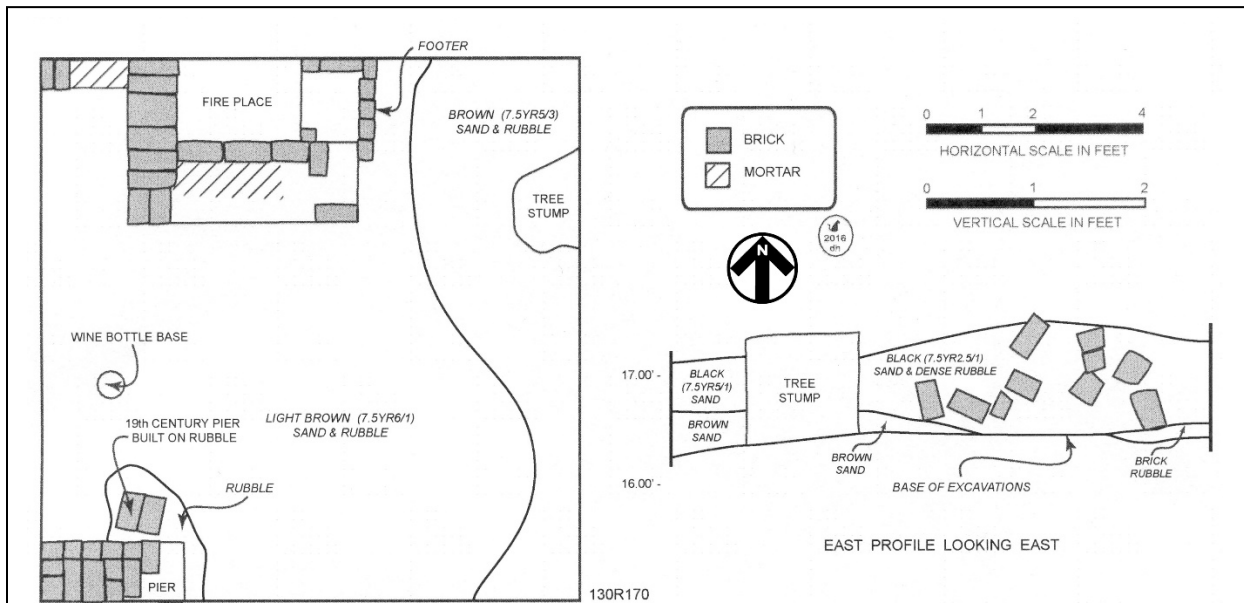 FOOTER
FIRE PLACE
BROWN (7.5YR5/3)
SAND & RUBBLE
TREE
STUMP
WINE BOTTLE BASE
19th CENTURY PIER
BUILT ON RUBBLE
LIGHT BROWN (7.5YR6/1)
SAND & RUBBLE
RUBBLE
PIER
130R170
BRICK
MORTAR
0 1 2 4
HORIZONTAL SCALE IN FEET
0 1 2
VERTICAL SCALE IN FEET
2016
dn
N
17.00' -
16.00' -
BLACK
(7.5YR5/1)
SAND
BROWN
SAND
TREE
STUMP
BLACK (7.5YR2.5/1)
SAND & DENSE RUBBLE
BROWN
SAND
BASE OF EXCAVATIONS
BRICK
RUBBLE
EAST PROFILE LOOKING EAST